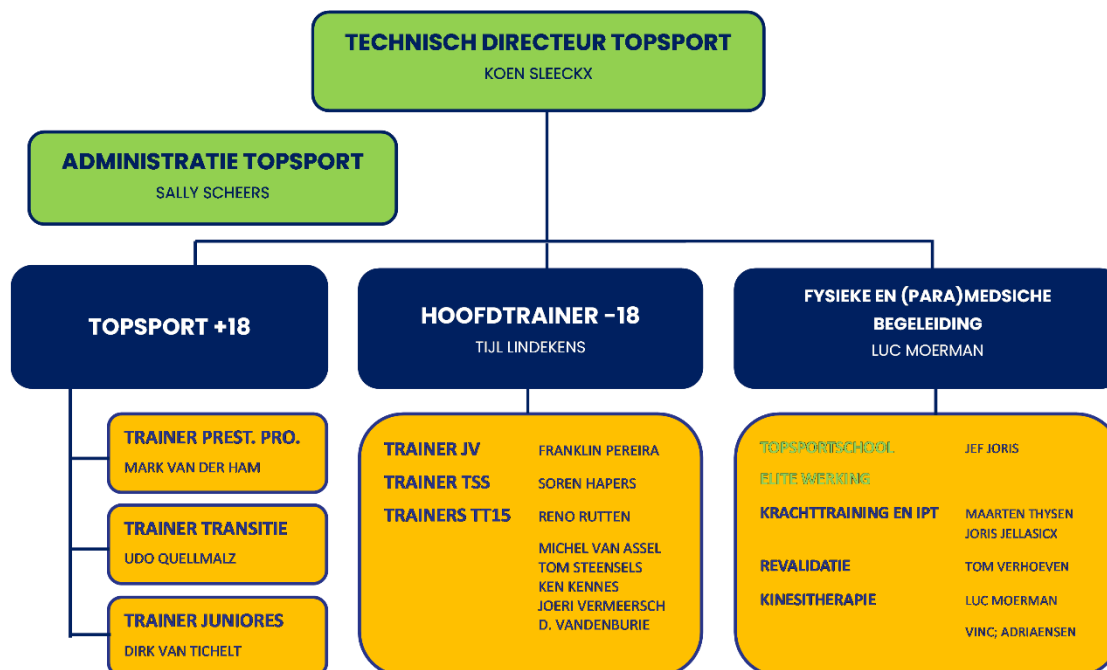 TECHNISCH DIRECTEUR TOPSPORT
KOEN SLEECKX
ADMINISTRATIE TOPSPORT
SALLY SCHEERS
TOPSPORT +18
TRAINER PREST. PRO.
MARK VAN DER HAM
TRAINER TRANSITIE
UDO QUELLMALZ
TRAINER JUNIORES
DIRK VAN TICHELT
HOOFDTRAINER -18
TIJL LINDEKENS
TRAINER JV FRANKLIN PEREIRA
TRAINER TSS SOREN HAPERS
TRAINERS TT15 RENO RUTTEN
MICHEL VAN ASSEL
TOM STEENSELS
KEN KENNES
JOERI VERMEERSCH
D. VANDENBURIE
FYSIEKE EN (PARA)MEDSICHE
BEGELEIDING
LUC MOERMAN
TOPSPORTSCHOOL JEF JORIS
ELITE WERKING
KRACHTTRAINING EN IPT MAARTEN THYSEN
JORIS JELLASICX
REVALIDATIE TOM VERHOEVEN
KINESITHERAPIE LUC MOERMAN
VINC; ADRIAENSEN